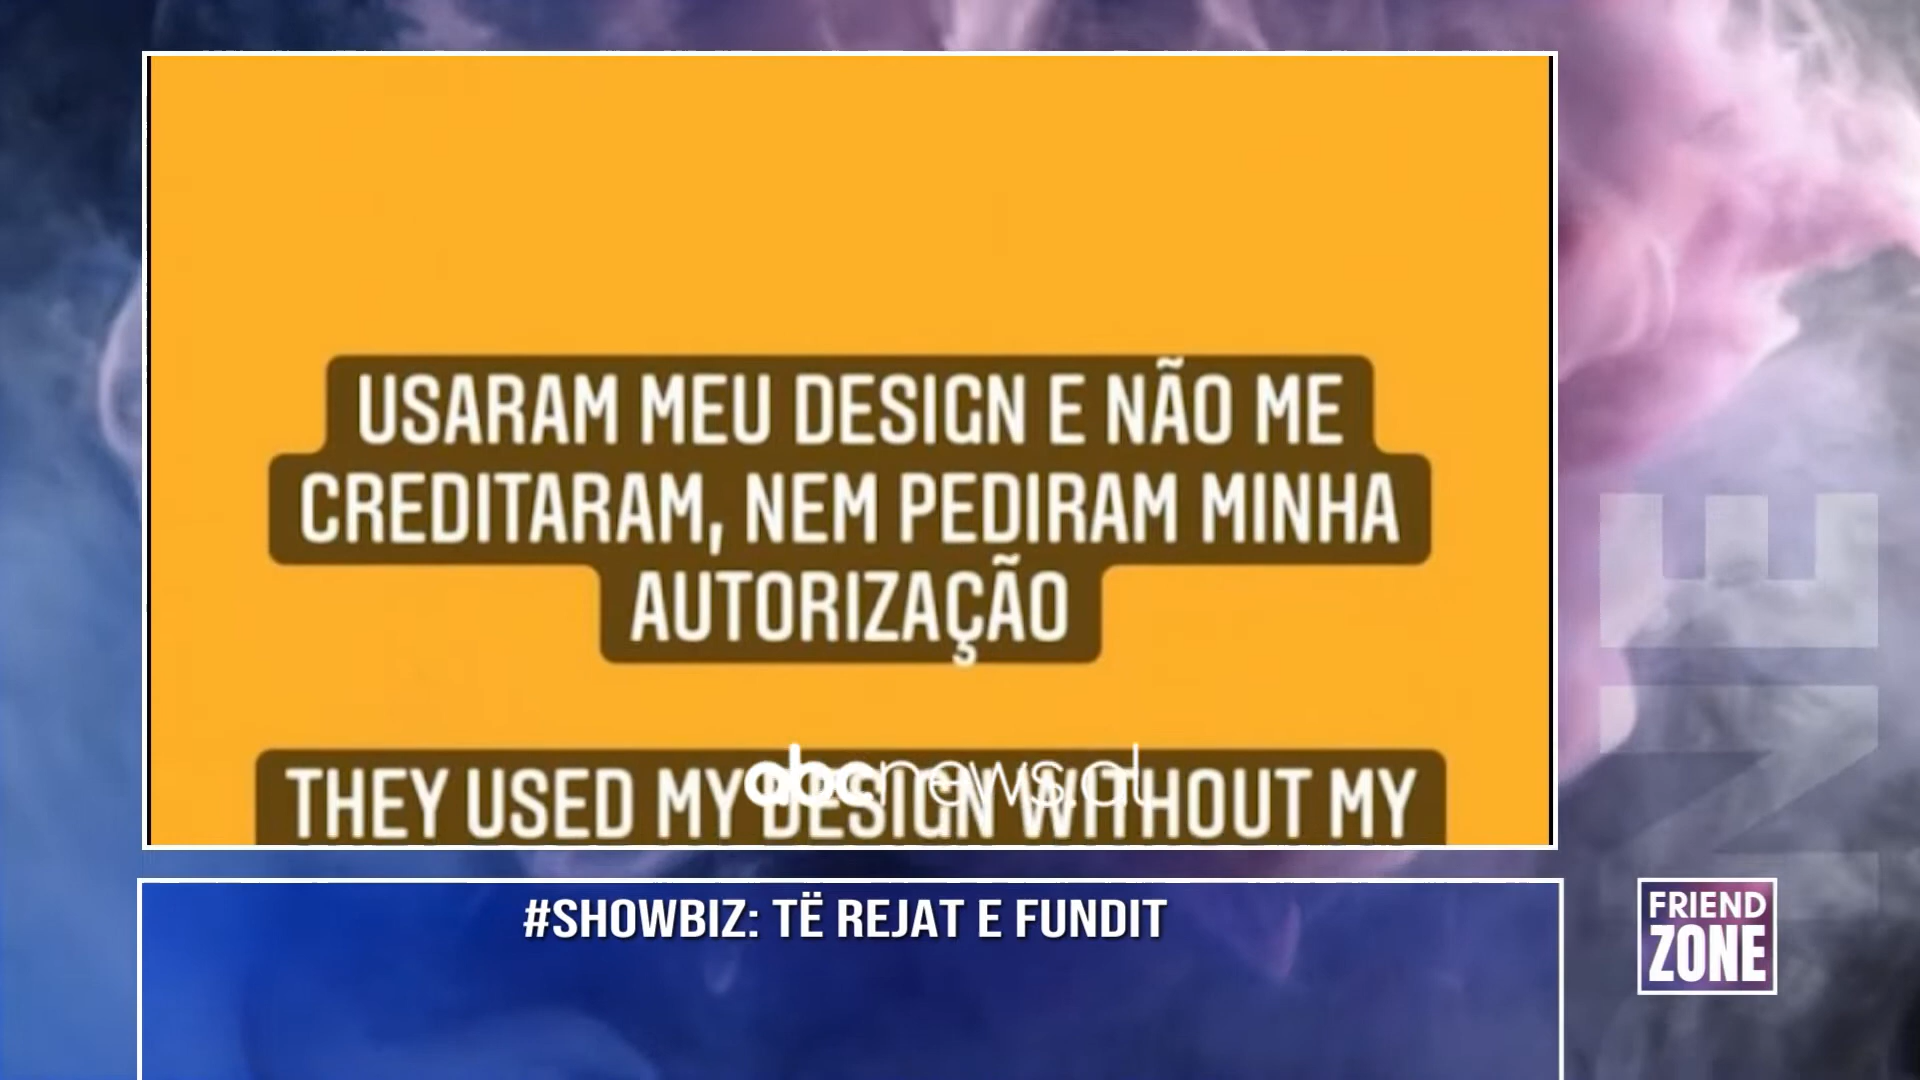 USARAM MEU DESIGN E NÃO ME
CREDITARAM, NEM PEDIRAM MINHA
AUTORIZAÇÃO
THEY USED MY DESIGN WITHOUT MY
abcnews.al
#SHOWBIZ: TË REJAT E FUNDIT
FRIEND
ZONE